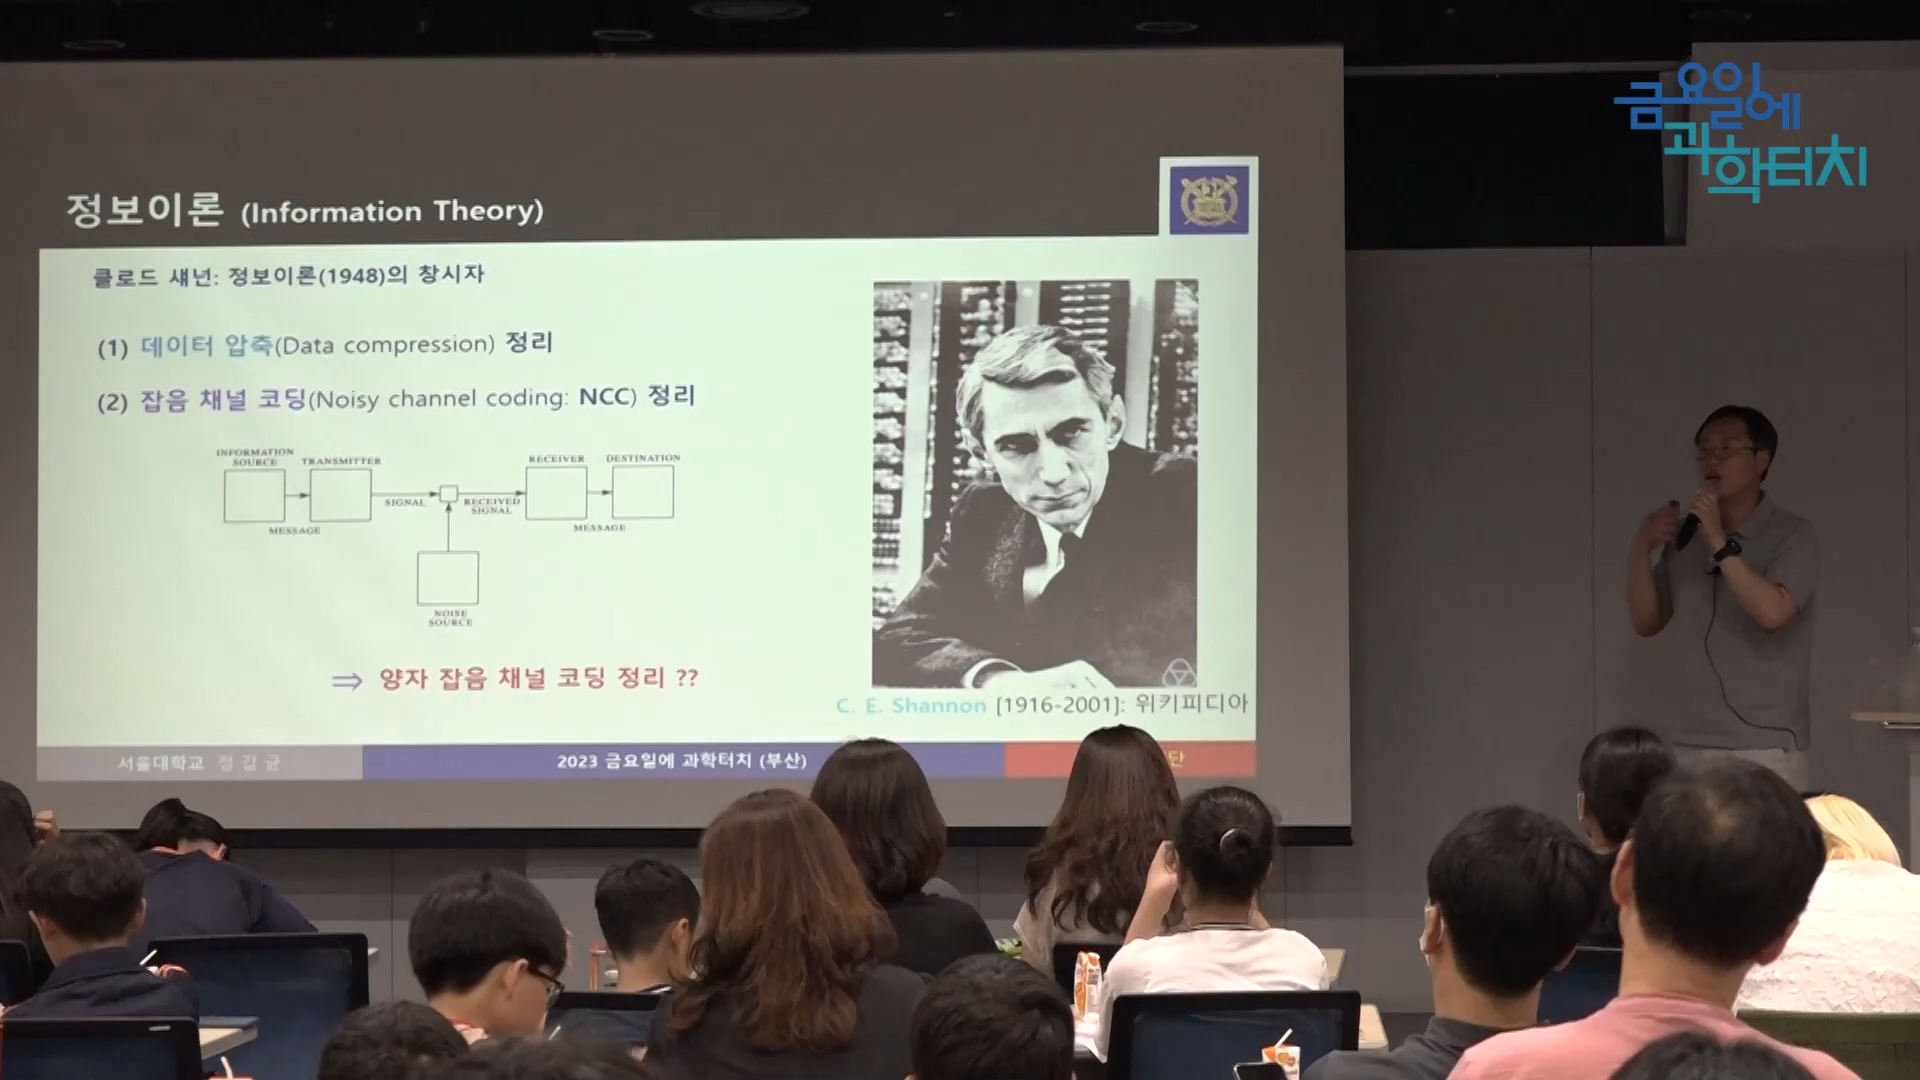 금요일에
과학터치
정보이론 (Information Theory)
클로드 섀넌: 정보이론(1948)의 창시자
(1) 데이터 압축(Data compression) 정리
(2) 잡음 채널 코딩(Noisy channel coding: NCC) 정리
INFORMATION
SOURCE
TRANSMITTER
RECEIVER
DESTINATION
SIGNAL
RECEIVED
SIGNAL
MESSAGE
MESSAGE
NOISE
SOURCE
⇒ 양자 잡음 채널 코딩 정리 ??
C. E. Shannon [1916-2001]: 위키피디아
서울대학교 정갑균
2023 금요일에 과학터치 (부산)
단